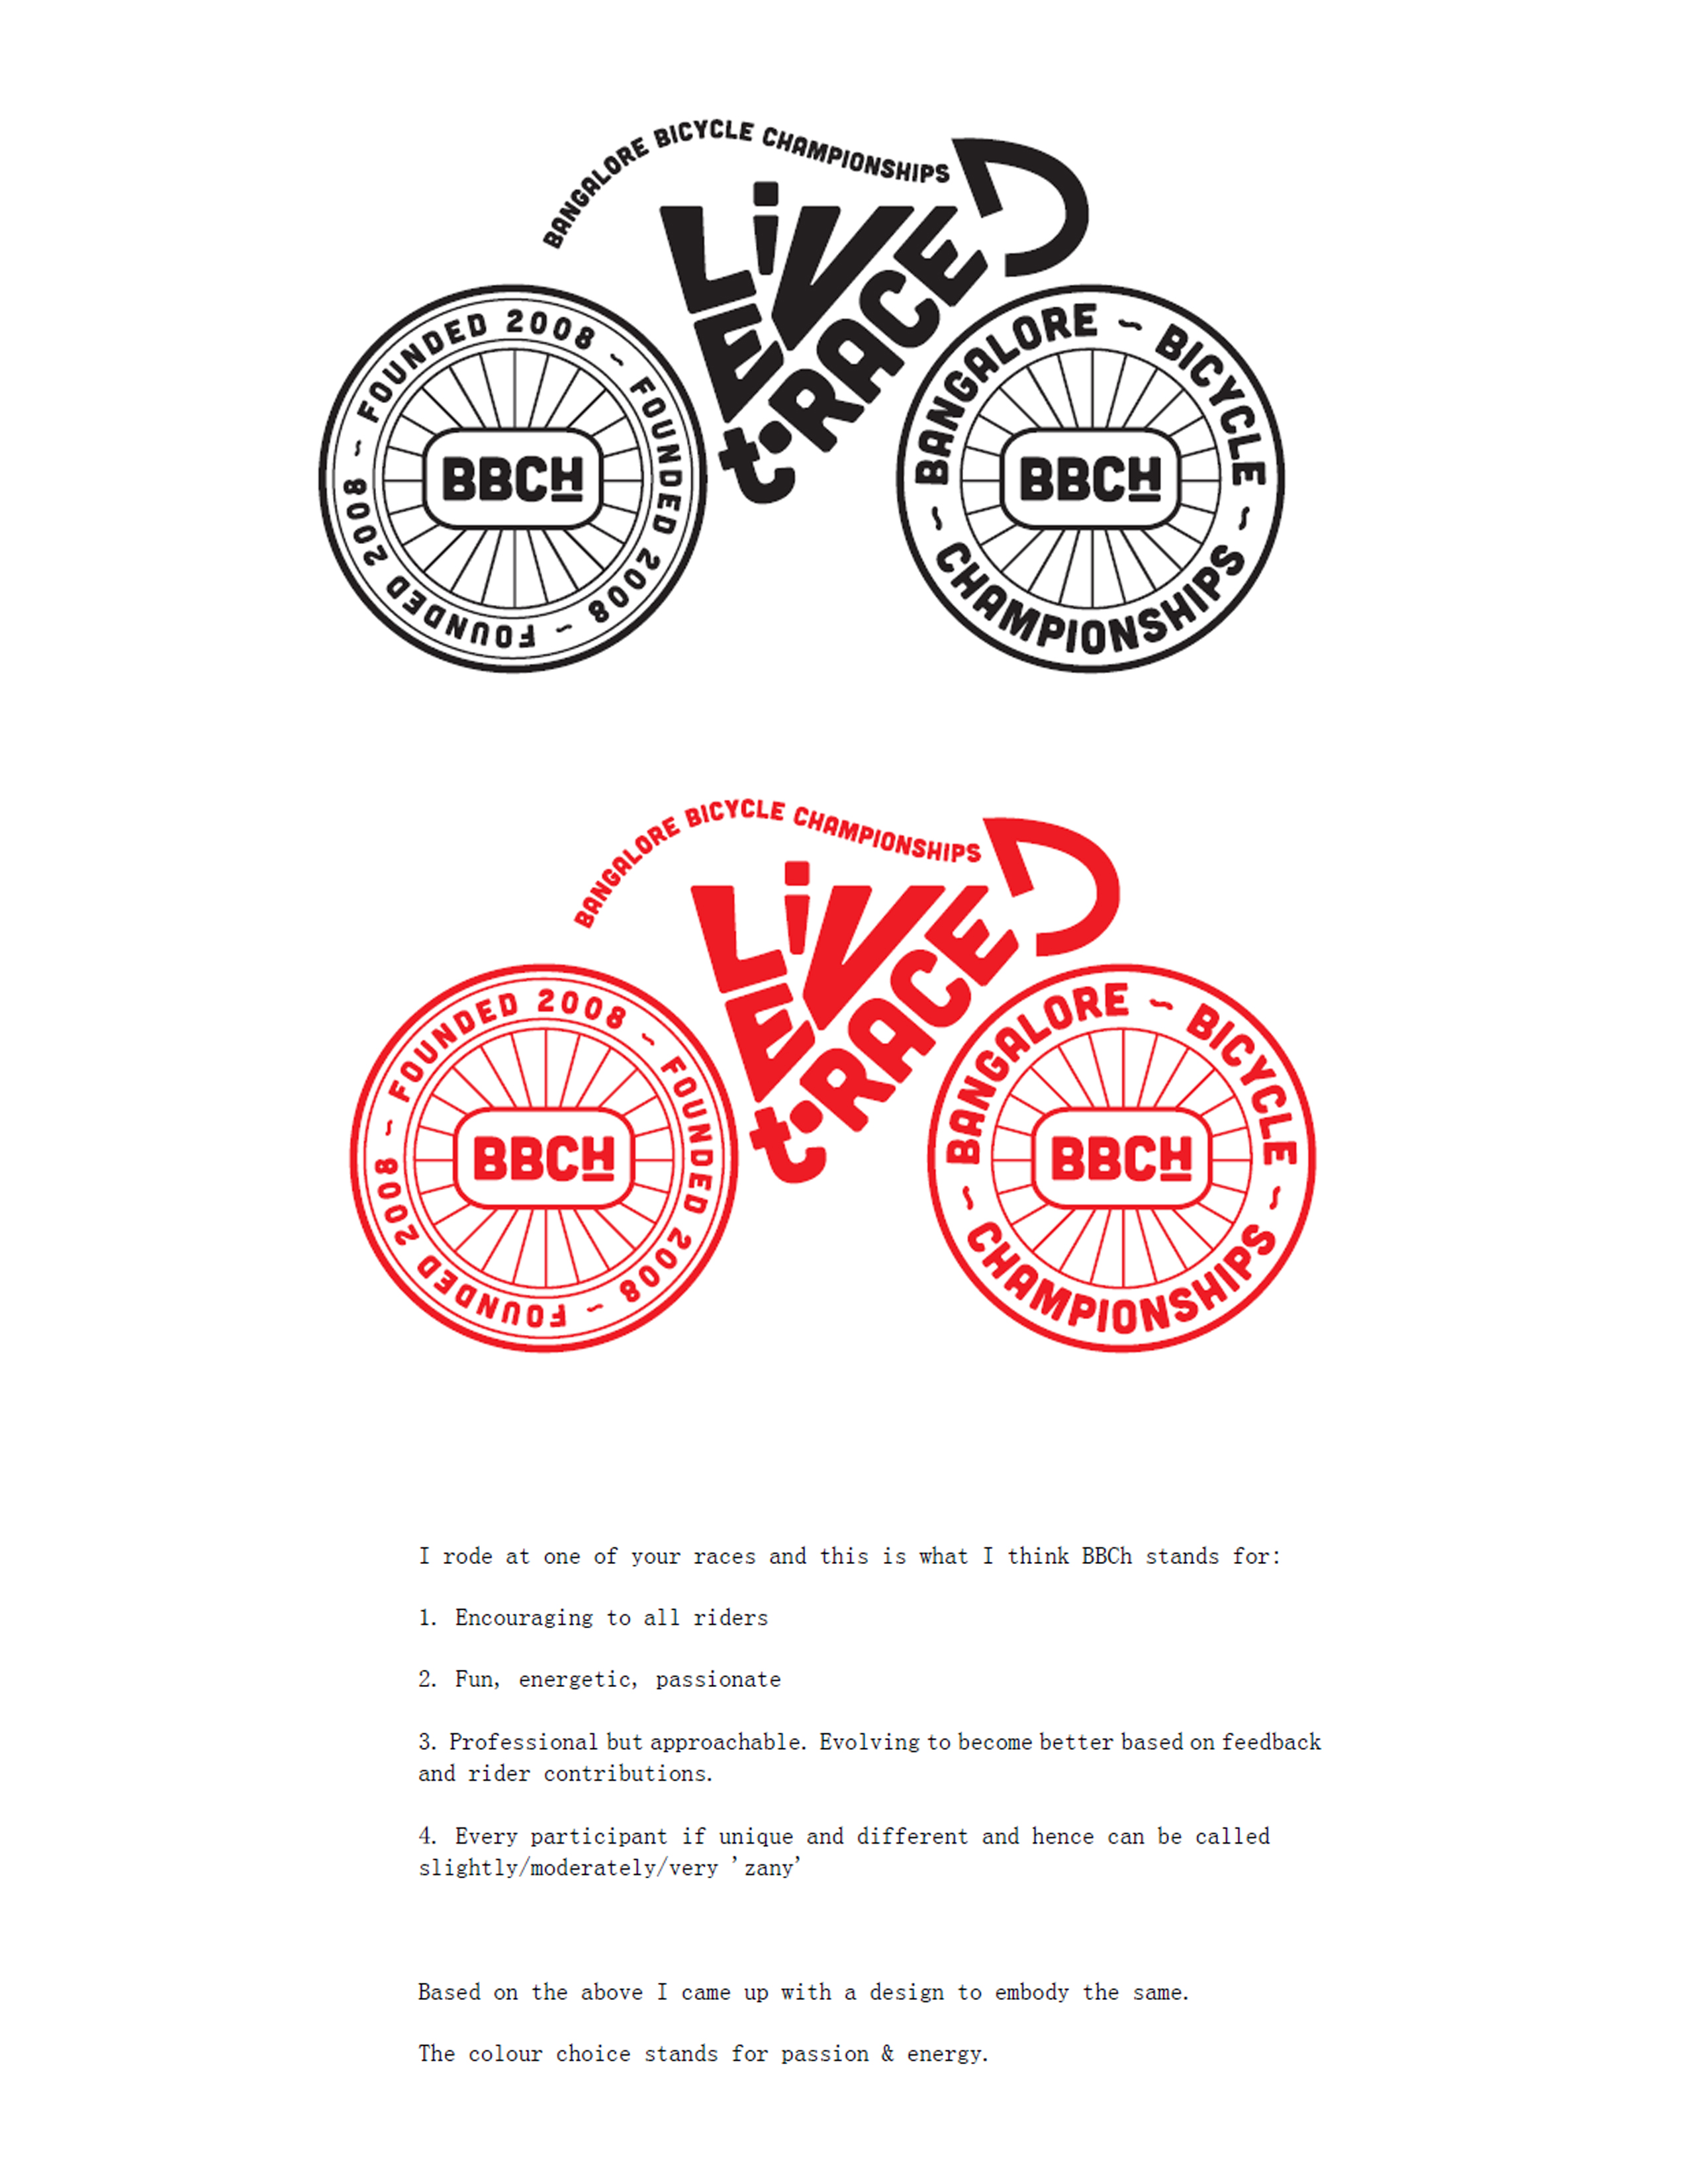 BANGALORE BICYCLE CHAMPIONSHIPS
LiVE
t·RACE
FOUNDED 2008 ~ FOUNDED 2008 ~ FOUNDED 2008 ~
BBCH
BANGALORE ~ BICYCLE ~ CHAMPIONSHIPS ~
BBCH
BANGALORE BICYCLE CHAMPIONSHIPS
LiVE
t·RACE
FOUNDED 2008 ~ FOUNDED 2008 ~ FOUNDED 2008 ~
BBCH
BANGALORE ~ BICYCLE ~ CHAMPIONSHIPS ~
BBCH
I rode at one of your races and this is what I think BBCh stands for:
1. Encouraging to all riders
2. Fun, energetic, passionate
3. Professional but approachable. Evolving to become better based on feedback
and rider contributions.
4. Every participant if unique and different and hence can be called
slightly/moderately/very 'zany'
Based on the above I came up with a design to embody the same.
The colour choice stands for passion & energy.